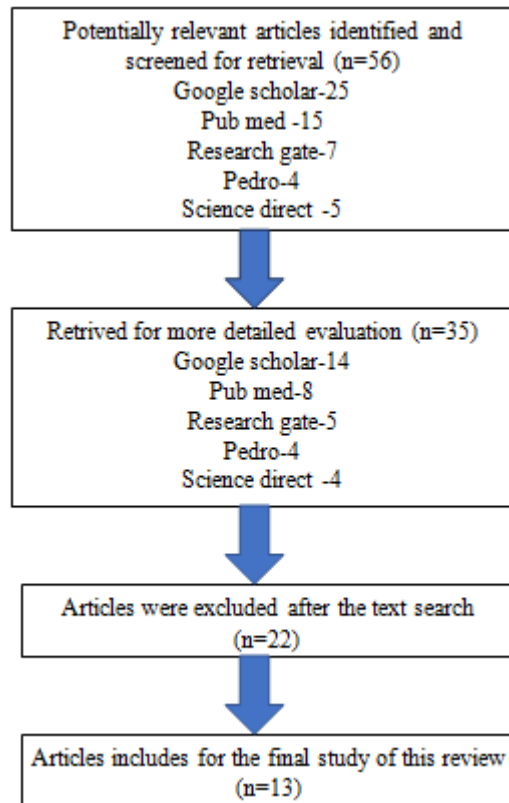 Potentially relevant articles identified and
screened for retrieval (n=56)
Google scholar-25
Pub med -15
Research gate-7
Pedro-4
Science direct -5
Retrived for more detailed evaluation (n=35)
Google scholar-14
Pub med-8
Research gate-5
Pedro-4
Science direct -4
Articles were excluded after the text search
(n=22)
Articles includes for the final study of this review
(n=13)